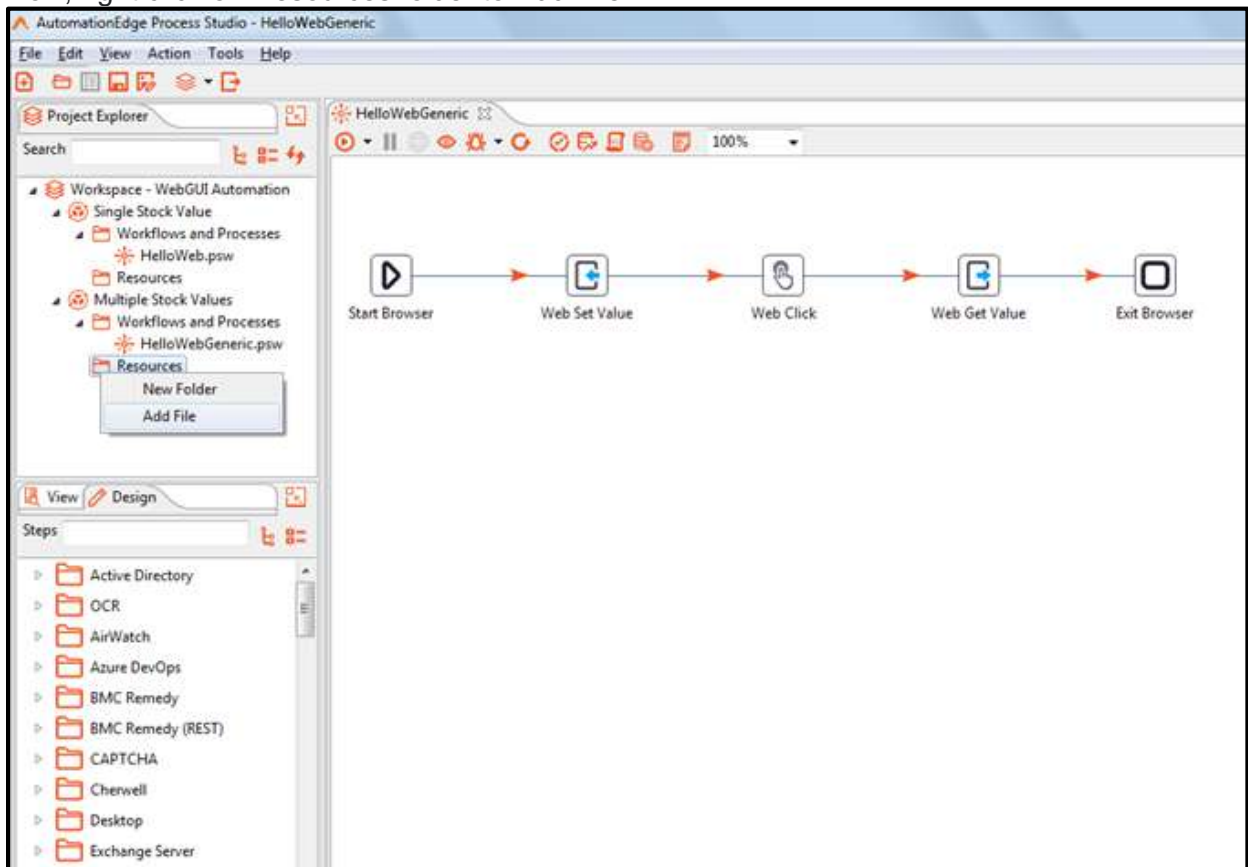 AutomationEdge Process Studio - HelloWebGeneric
File Edit View Action Tools Help
Project Explorer
Search
Workspace - WebGUI Automation
Single Stock Value
Workflows and Processes
HelloWeb.psw
Resources
Multiple Stock Values
Workflows and Processes
HelloWebGeneric.psw
Resources
New Folder
Add File
View Design
Steps
Active Directory
OCR
AirWatch
Azure DevOps
BMC Remedy
BMC Remedy (REST)
CAPTCHA
Cherwell
Desktop
Exchange Server
HelloWebGeneric
100%
Start Browser Web Set Value Web Click Web Get Value Exit Browser